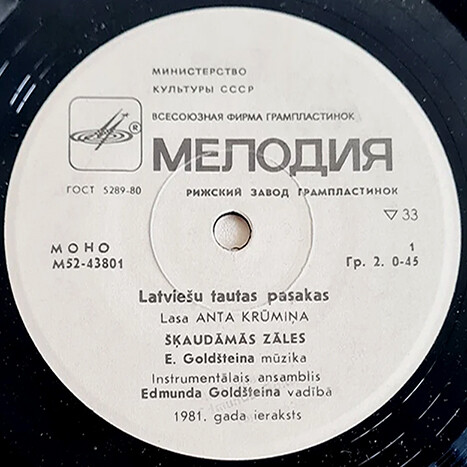 МИНИСТЕРСТВО
КУЛЬТУРЫ СССР
ВСЕСОЮЗНАЯ ФИРМА ГРАМПЛАСТИНОК
®
МЕЛОДИЯ
ГОСТ 5289-80
РИЖСКИЙ ЗАВОД ГРАМПЛАСТИНОК
▽33
МОНО
М52-43801
1
Гр. 2. 0-45
Latviešu tautas pasakas
Lasa ANTA KRŪMIŅA
ŠĶAUDĀMĀS ZĀLES
E. Goldšteina mūzika
Instrumentālais ansamblis
Edmunda Goldšteina vadībā
1981. gada ieraksts